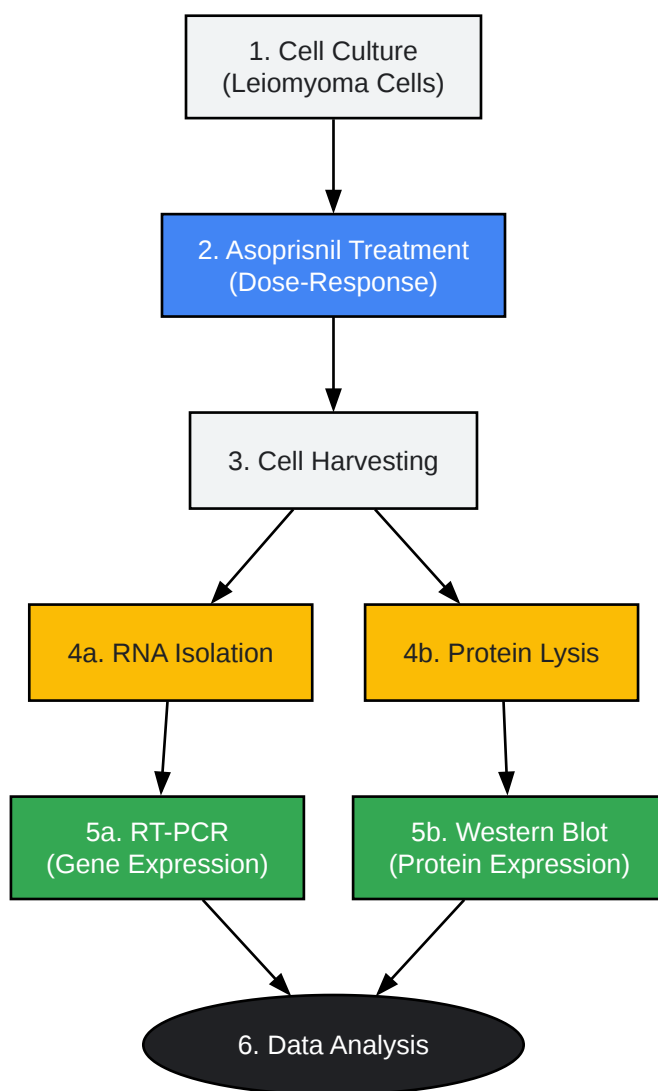 1. Cell Culture
(Leiomyoma Cells)
2. Asoprisnil Treatment
(Dose-Response)
3. Cell Harvesting
4a. RNA Isolation
4b. Protein Lysis
5a. RT-PCR
(Gene Expression)
5b. Western Blot
(Protein Expression)
6. Data Analysis